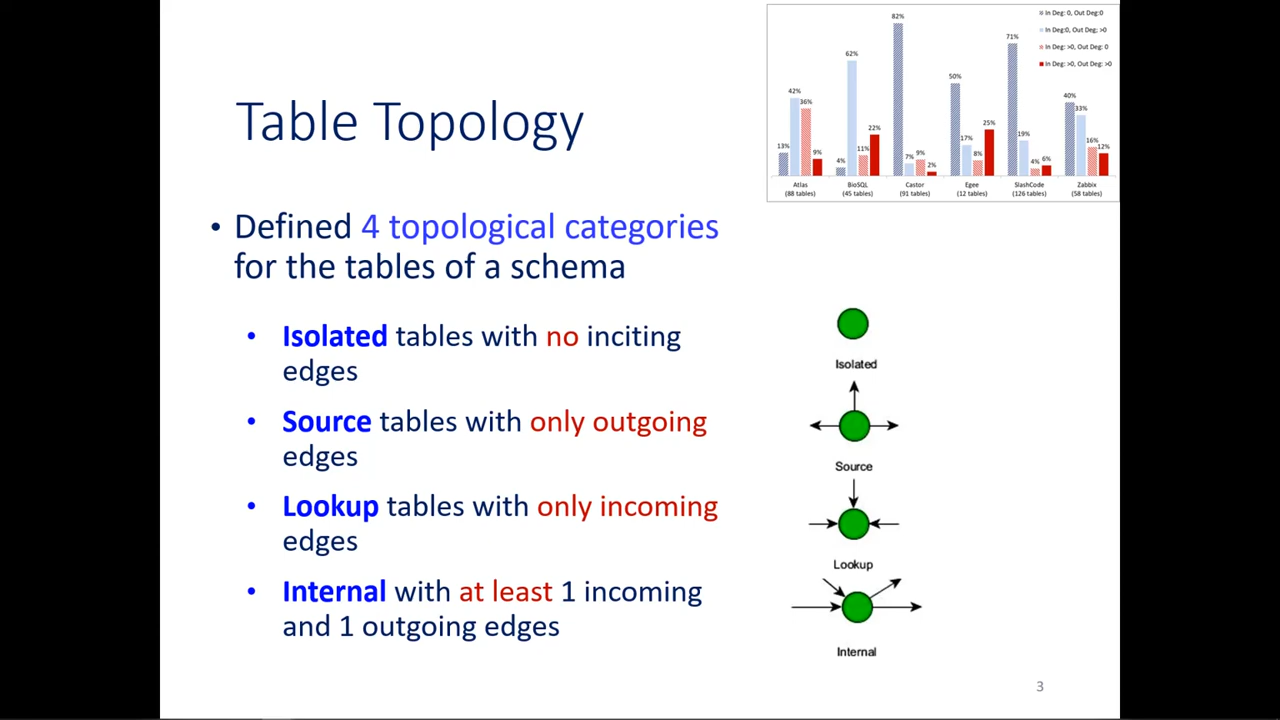 Table Topology
• Defined 4 topological categories
for the tables of a schema
• Isolated tables with no inciting
edges
• Source tables with only outgoing
edges
• Lookup tables with only incoming
edges
• Internal with at least 1 incoming
and 1 outgoing edges
In Deg: 0, Out Deg:0
In Deg:0, Out Deg; >0
In Deg: >0, Out Deg: 0
In Deg: >0, Out Deg: >0
13% 42% 36% 9%
4% 62% 11% 22%
82% 7% 9% 2%
50% 17% 8% 25%
71% 19% 4% 6%
40% 33% 16% 12%
Atlas BioSQL Castor Egee SlashCode Zabbix
(88 tables) (45 tables) (91 tables) (12 tables) (126 tables) (58 tables)
Isolated
Source
Lookup
Internal
3